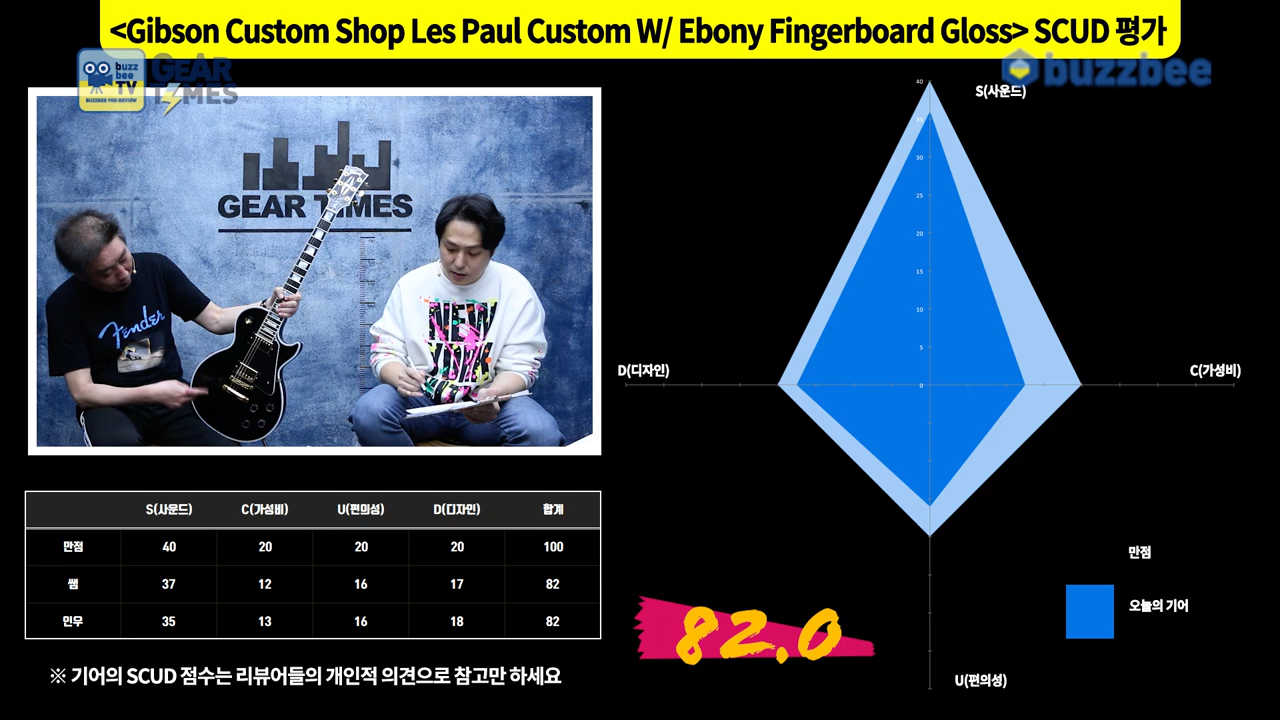 <Gibson Custom Shop Les Paul Custom W/ Ebony Fingerboard Gloss> SCUD 평가
buzz
bee
TV
BUZZBEE VOD REVIEW
GEAR
TIMES
buzzbee
GEAR TIMES
Fender
S(사운드)
40
35
30
25
20
15
10
5
0
D(디자인)
C(가성비)
U(편의성)
만점
오늘의 기어
S(사운드) C(가성비) U(편의성) D(디자인) 합계
만점 40 20 20 20 100
쌤 37 12 16 17 82
민우 35 13 16 18 82
82.0
※ 기어의 SCUD 점수는 리뷰어들의 개인적 의견으로 참고만 하세요